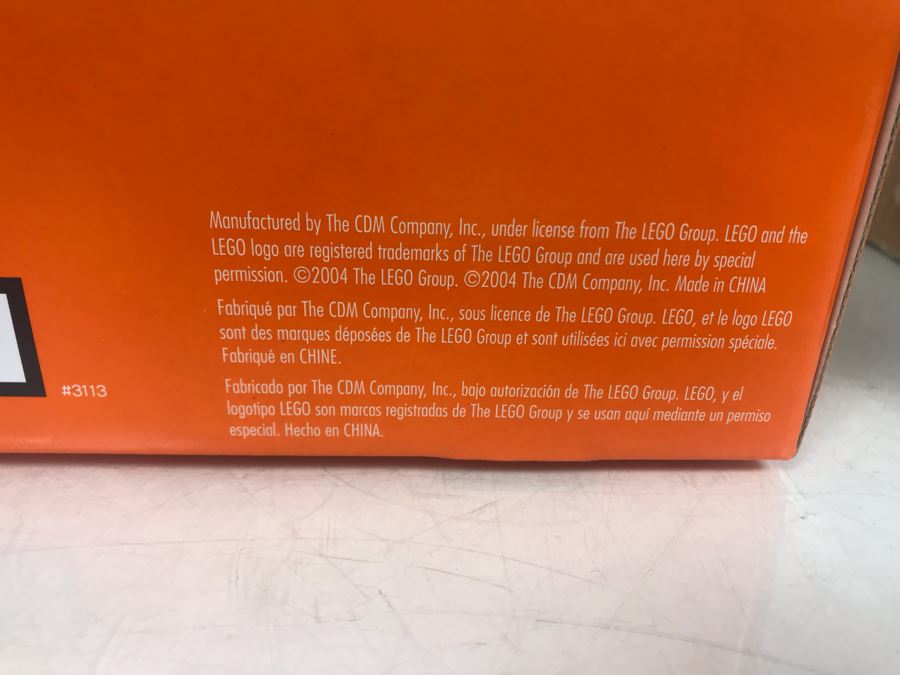 Manufactured by The CDM Company, Inc., under license from The LEGO Group. LEGO and the
LEGO logo are registered trademarks of The LEGO Group and are used here by special
permission. ©2004 The LEGO Group. ©2004 The CDM Company, Inc. Made in CHINA
Fabriqué par The CDM Company, Inc., sous licence de The LEGO Group. LEGO, et le logo LEGO
sont des marques déposées de The LEGO Group et sont utilisées ici avec permission spéciale.
Fabriqué en CHINE.
#3113
Fabricado por The CDM Company, Inc., bajo autorización de The LEGO Group. LEGO, y el
logotipo LEGO son marcas registradas de The LEGO Group y se usan aquí mediante un permiso
especial. Hecho en CHINA.